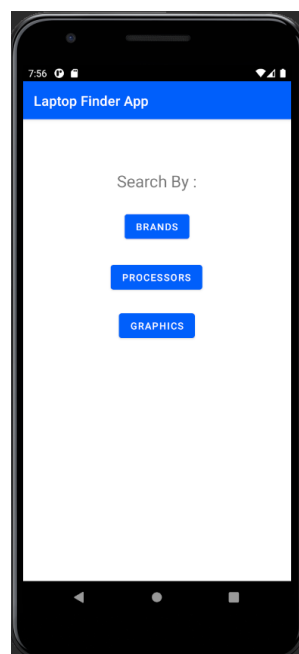 7:56
Laptop Finder App
Search By :
BRANDS
PROCESSORS
GRAPHICS